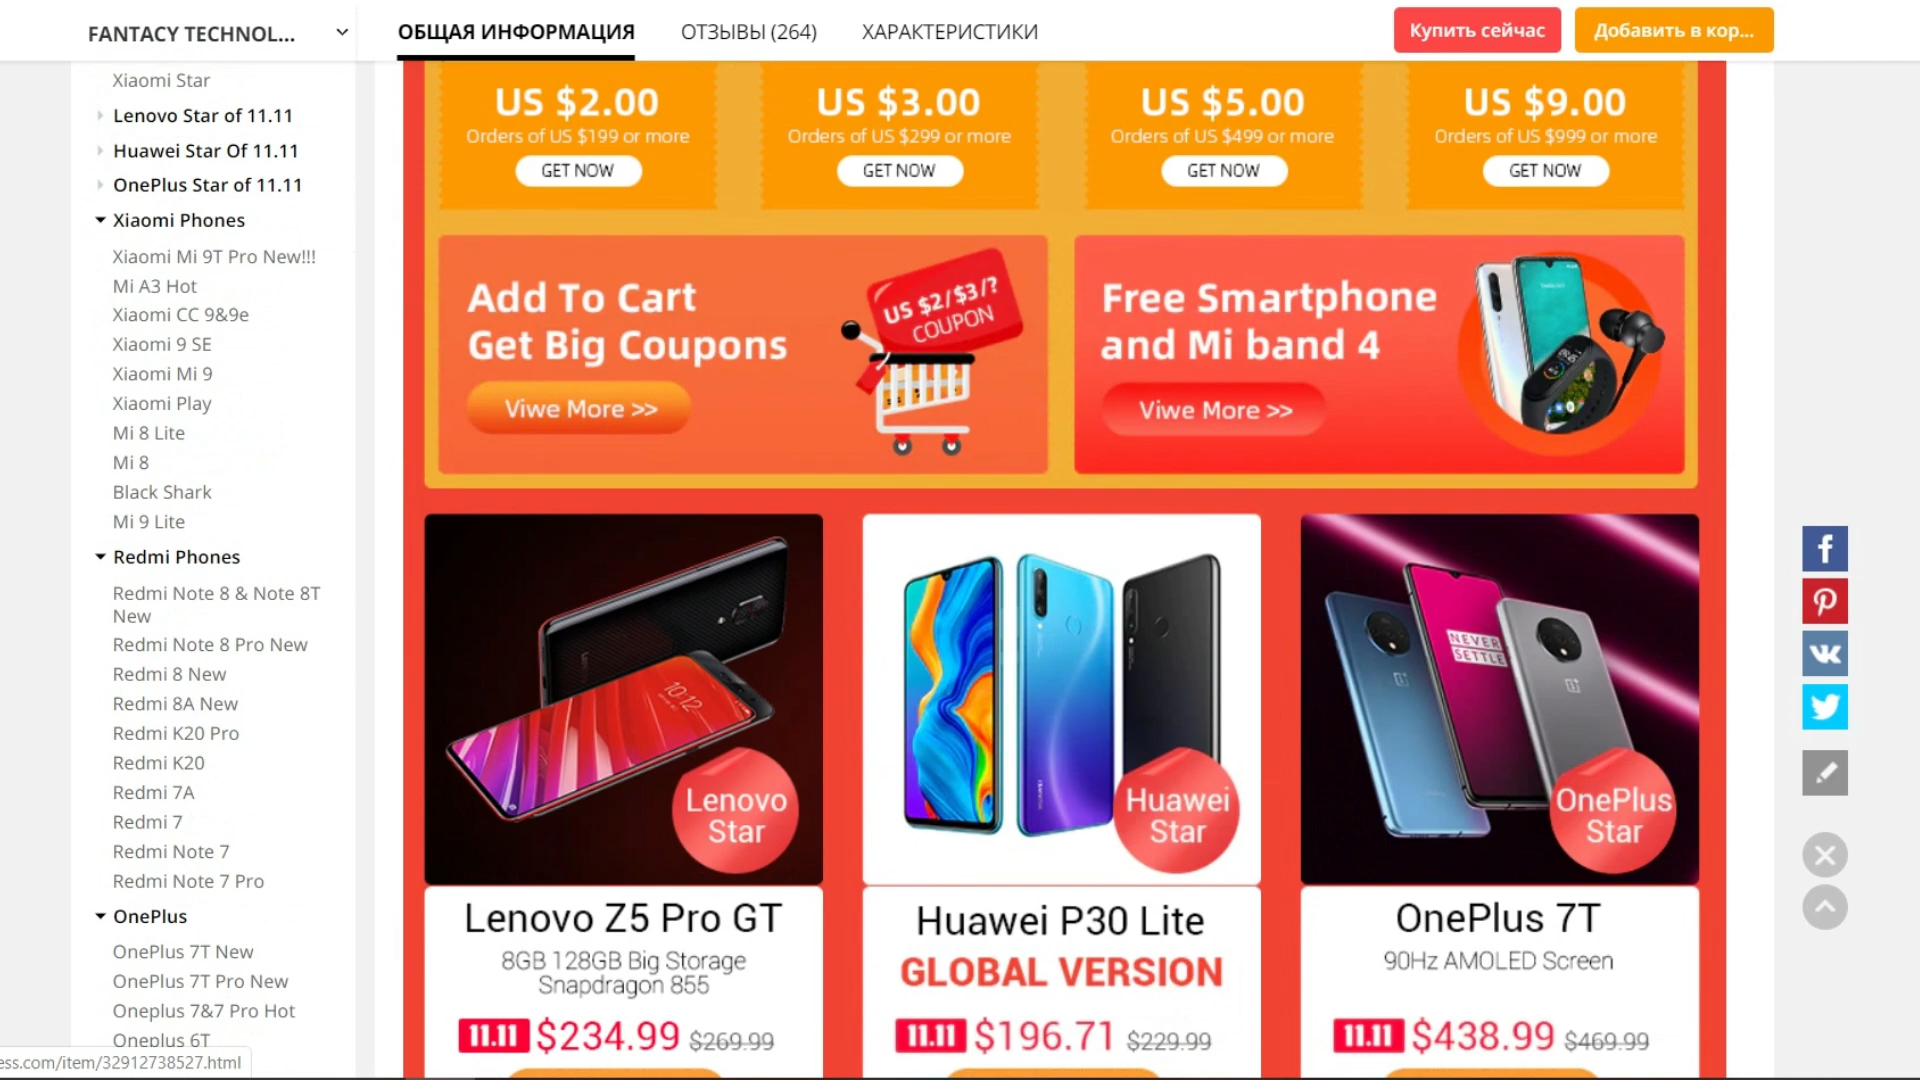 FANTACY TECHNOL...
ОБЩАЯ ИНФОРМАЦИЯ
ОТЗЫВЫ (264)
ХАРАКТЕРИСТИКИ
Купить сейчас
Добавить в кор...
Xiaomi Star
Lenovo Star of 11.11
Huawei Star Of 11.11
OnePlus Star of 11.11
Xiaomi Phones
Xiaomi Mi 9T Pro New!!!
Mi A3 Hot
Xiaomi CC 9&9e
Xiaomi 9 SE
Xiaomi Mi 9
Xiaomi Play
Mi 8 Lite
Mi 8
Black Shark
Mi 9 Lite
Redmi Phones
Redmi Note 8 & Note 8T
New
Redmi Note 8 Pro New
Redmi 8 New
Redmi 8A New
Redmi K20 Pro
Redmi K20
Redmi 7A
Redmi 7
Redmi Note 7
Redmi Note 7 Pro
OnePlus
OnePlus 7T New
OnePlus 7T Pro New
Oneplus 7&7 Pro Hot
Oneplus 6T
ess.com/item/32912738527.html
US $2.00
Orders of US $199 or more
GET NOW
US $3.00
Orders of US $299 or more
GET NOW
US $5.00
Orders of US $499 or more
GET NOW
US $9.00
Orders of US $999 or more
GET NOW
Add To Cart
Get Big Coupons
Viwe More >>
US $2/$3/?
COUPON
Free Smartphone
and Mi band 4
Viwe More >>
10:12
Lenovo
Star
Lenovo Z5 Pro GT
8GB 128GB Big Storage
Snapdragon 855
11.11 $234.99 $269.99
Huawei
Star
Huawei P30 Lite
GLOBAL VERSION
11.11 $196.71 $229.99
NEVER
SETTLE
OnePlus
Star
OnePlus 7T
90Hz AMOLED Screen
11.11 $438.99 $469.99